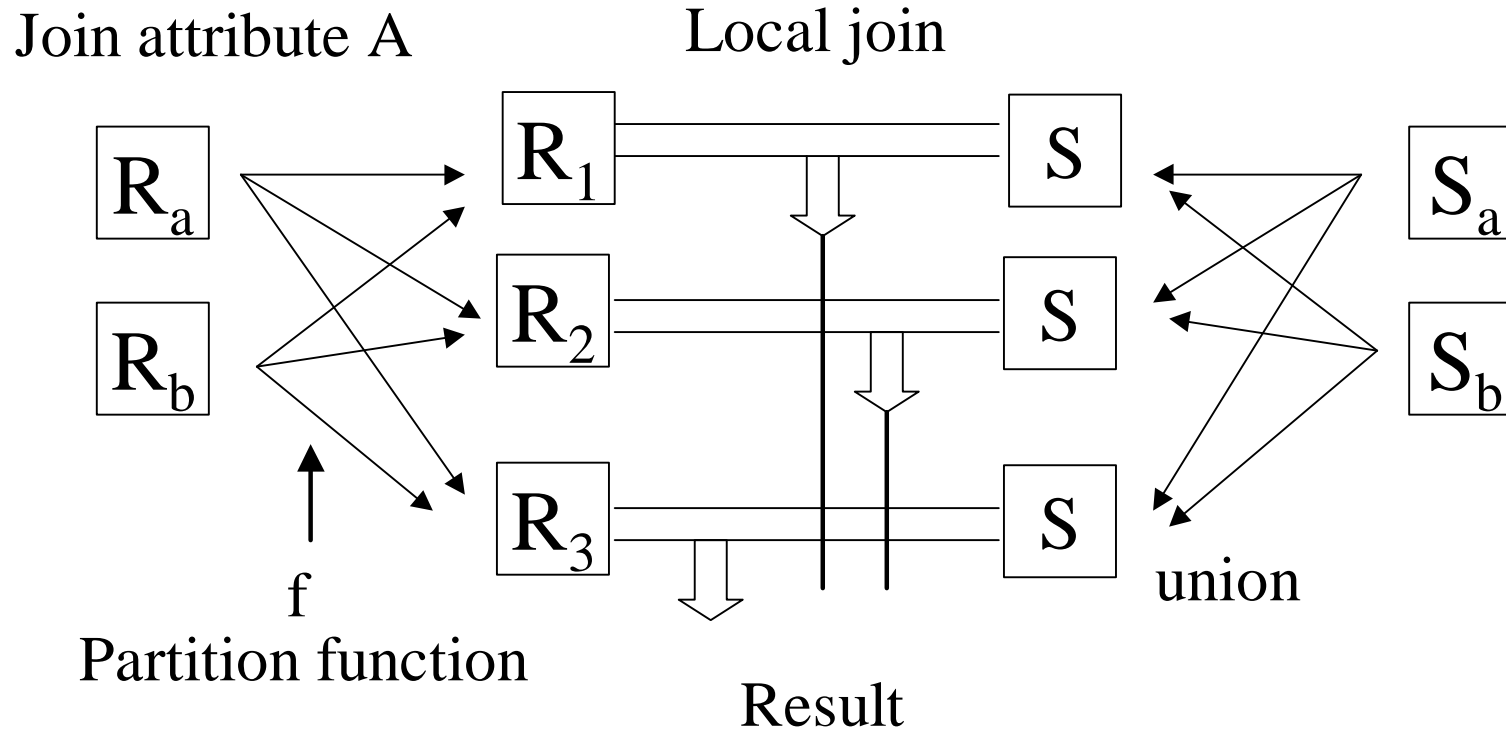 Join attribute A
Local join
R1
S
Ra
Sa
R2
S
Rb
Sb
R3
S
f
union
Partition function
Result